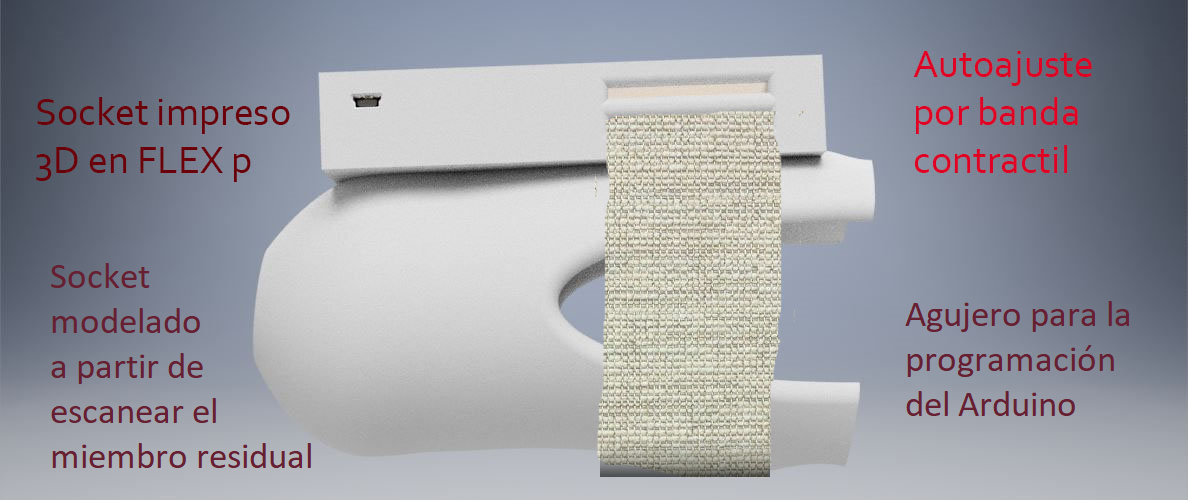 Socket impreso
3D en FLEX p
Autoajuste
por banda
contractil
Socket
modelado
a partir de
escanear el
miembro residual
Agujero para la
programación
del Arduino